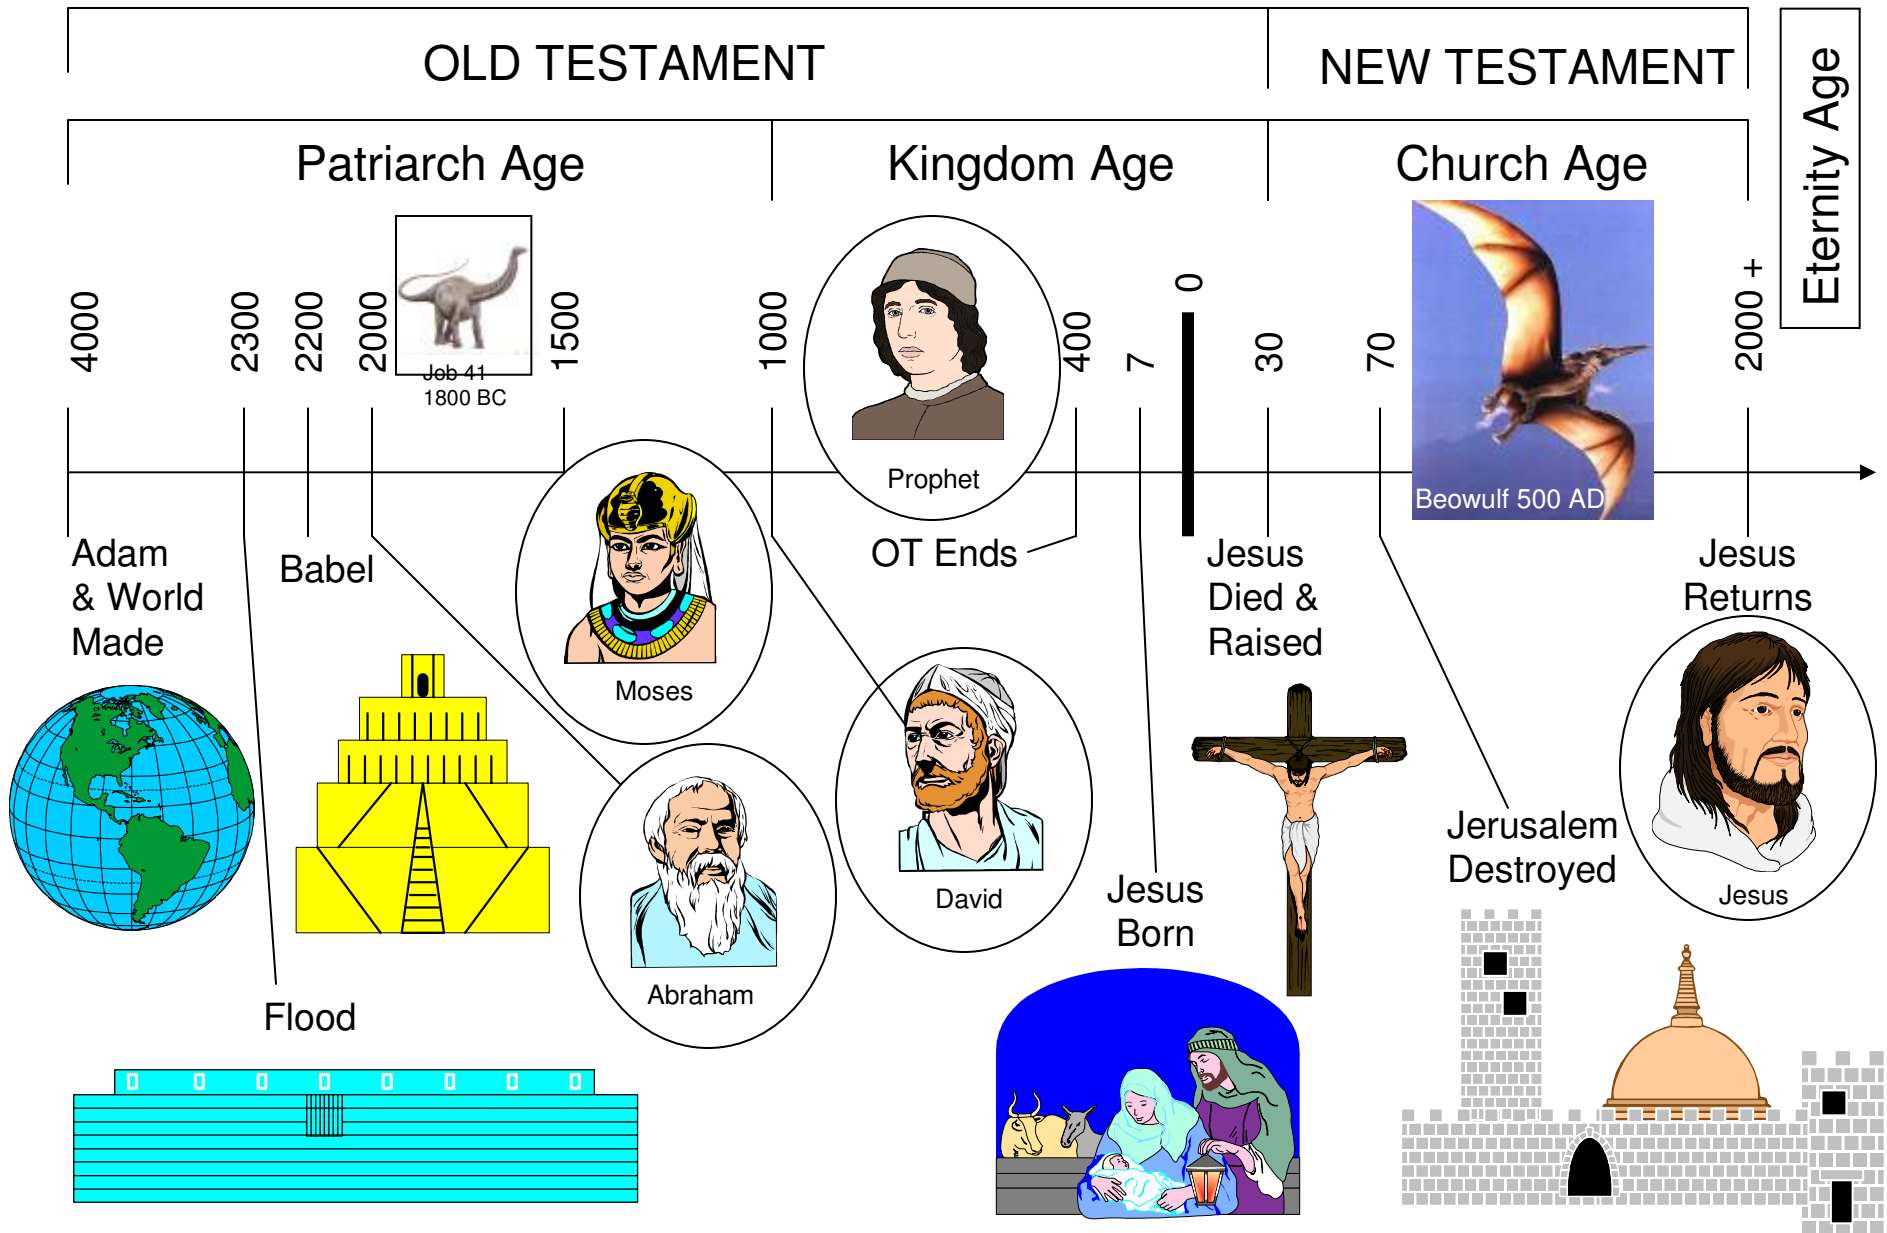 OLD TESTAMENT
NEW TESTAMENT
Eternity Age
Patriarch Age
Kingdom Age
Church Age
4000
2300
2200
2000
1500
1000
400
7
0
30
70
2000 +
Job 41
1800 BC
Prophet
Beowulf 500 AD
Adam
& World
Made
Babel
Moses
OT Ends
Jesus
Died &
Raised
Jesus
Returns
Abraham
David
Jesus
Born
Jerusalem
Destroyed
Jesus
Flood